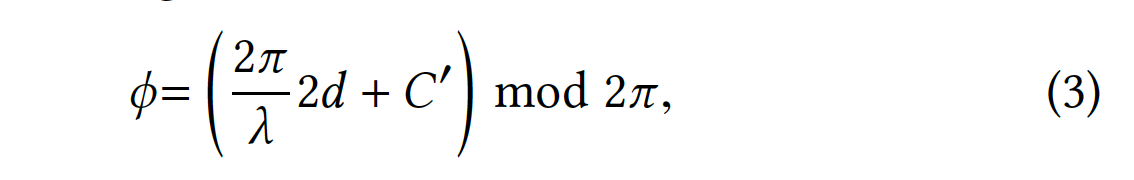 ϕ= (2π/λ 2d + C′) mod 2π, (3)